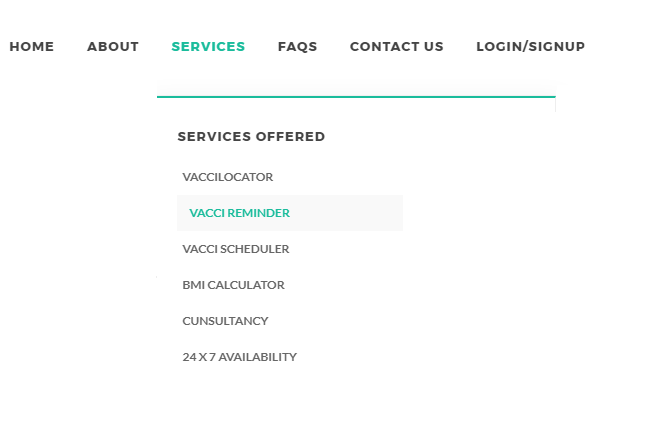 HOME ABOUT SERVICES FAQS CONTACT US LOGIN/SIGNUP
SERVICES OFFERED
VACCILOCATOR
VACCI REMINDER
VACCI SCHEDULER
BMI CALCULATOR
CUNSULTANCY
24 X 7 AVAILABILITY